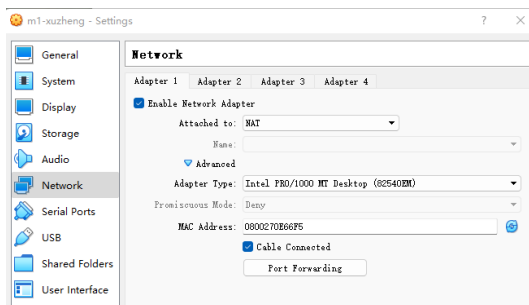 m1-xuzheng - Settings
?
General
System
Display
Storage
Audio
Network
Serial Ports
USB
Shared Folders
User Interface
Network
Adapter 1 Adapter 2 Adapter 3 Adapter 4
Enable Network Adapter
Attached to: NAT
Name:
Advanced
Adapter Type: Intel PRO/1000 MT Desktop (82540EM)
Promiscuous Mode: Deny
MAC Address: 0800270E66F5
Cable Connected
Port Forwarding